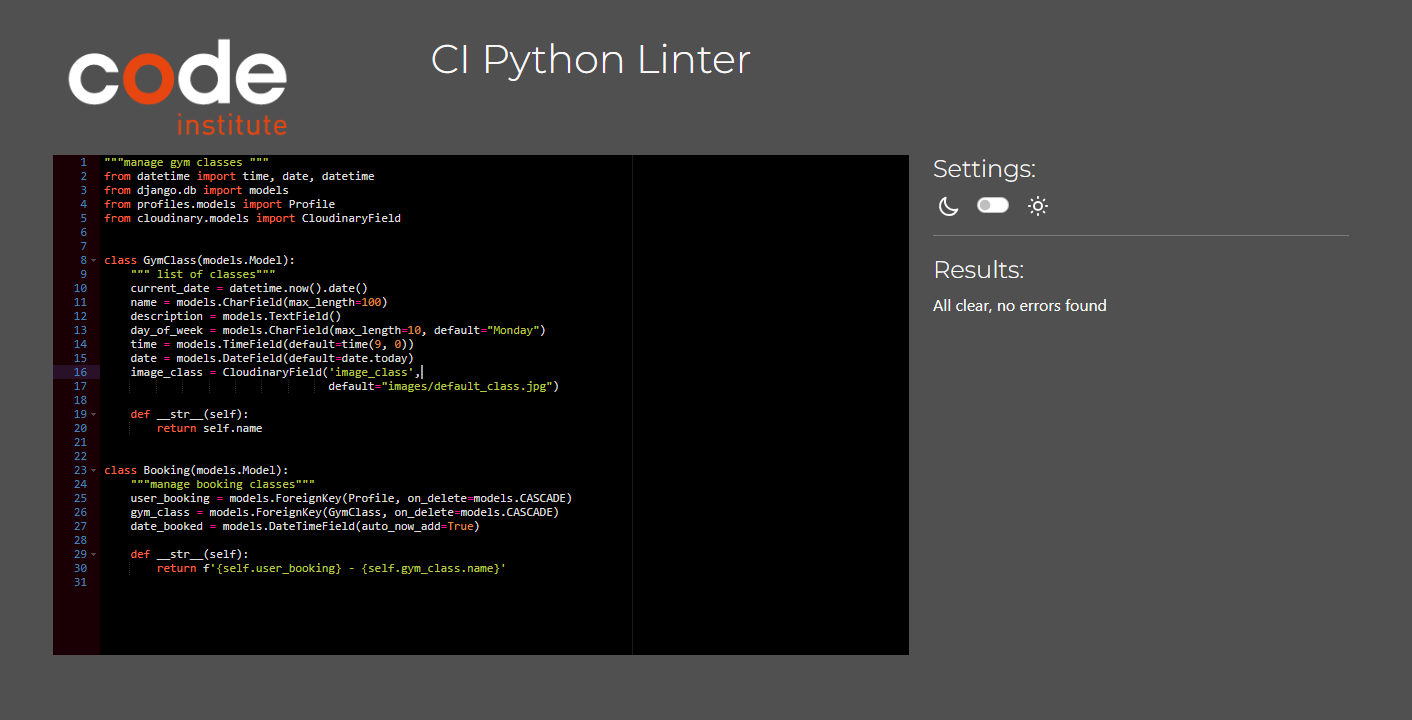 code
institute
CI Python Linter
1 """manage gym classes """
2 from datetime import time, date, datetime
3 from django.db import models
4 from profiles.models import Profile
5 from cloudinary.models import CloudinaryField
6
7
8 class GymClass(models.Model):
9     """ list of classes"""
10     current_date = datetime.now().date()
11     name = models.CharField(max_length=100)
12     description = models.TextField()
13     day_of_week = models.CharField(max_length=10, default="Monday")
14     time = models.TimeField(default=time(9, 0))
15     date = models.DateField(default=date.today)
16     image_class = CloudinaryField('image_class',
17                                   default="images/default_class.jpg")
18
19     def __str__(self):
20         return self.name
21
22
23 class Booking(models.Model):
24     """manage booking classes"""
25     user_booking = models.ForeignKey(Profile, on_delete=models.CASCADE)
26     gym_class = models.ForeignKey(GymClass, on_delete=models.CASCADE)
27     date_booked = models.DateTimeField(auto_now_add=True)
28
29     def __str__(self):
30         return f'{self.user_booking} - {self.gym_class.name}'
31
Settings:
Results:
All clear, no errors found